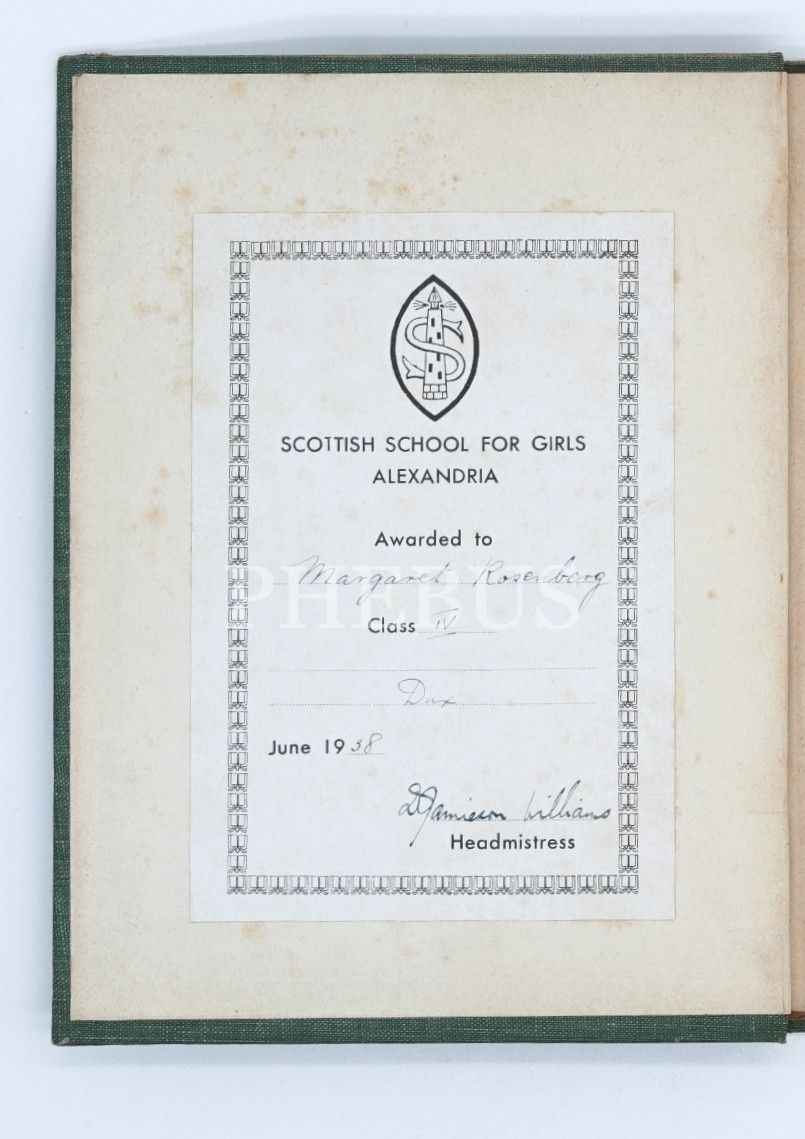 SCOTTISH SCHOOL FOR GIRLS
ALEXANDRIA
Awarded to
Margaret Rosenberg
PHEBUS
Class IV
Dux
June 1938
D Jamieson Williams
Headmistress